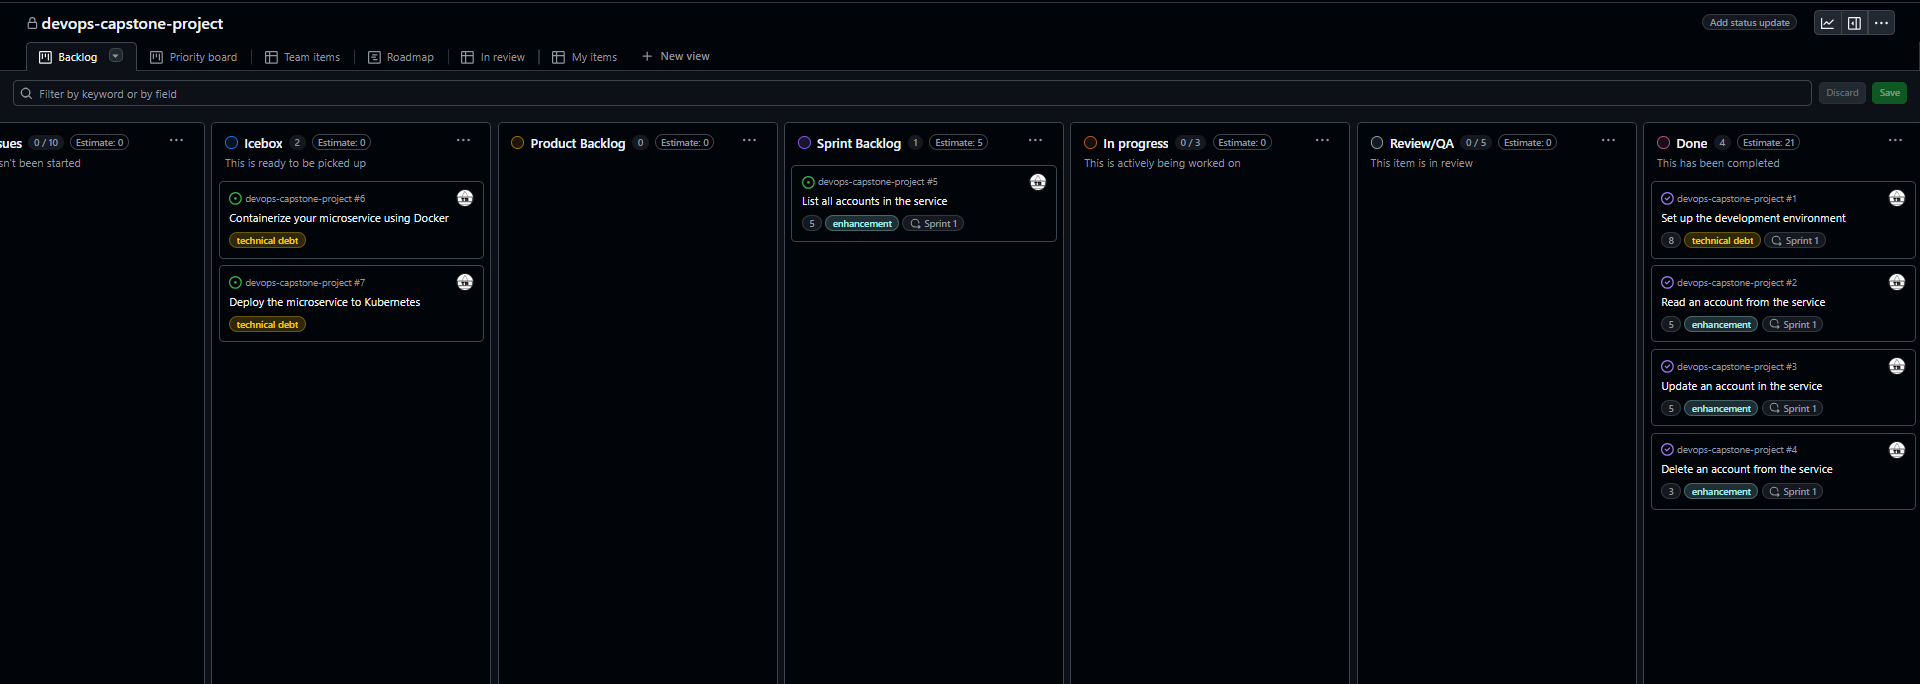 devops-capstone-project
Add status update
Backlog
Priority board
Team items
Roadmap
In review
My items
New view
Filter by keyword or by field
Discard
Save
sues 0 / 10 Estimate: 0
sn't been started
Icebox 2 Estimate: 0
This is ready to be picked up
devops-capstone-project #6
Containerize your microservice using Docker
technical debt
devops-capstone-project #7
Deploy the microservice to Kubernetes
technical debt
Product Backlog 0 Estimate: 0
Sprint Backlog 1 Estimate: 5
devops-capstone-project #5
List all accounts in the service
5 enhancement Sprint 1
In progress 0 / 3 Estimate: 0
This is actively being worked on
Review/QA 0 / 5 Estimate: 0
This item is in review
Done 4 Estimate: 21
This has been completed
devops-capstone-project #1
Set up the development environment
8 technical debt Sprint 1
devops-capstone-project #2
Read an account from the service
5 enhancement Sprint 1
devops-capstone-project #3
Update an account in the service
5 enhancement Sprint 1
devops-capstone-project #4
Delete an account from the service
3 enhancement Sprint 1